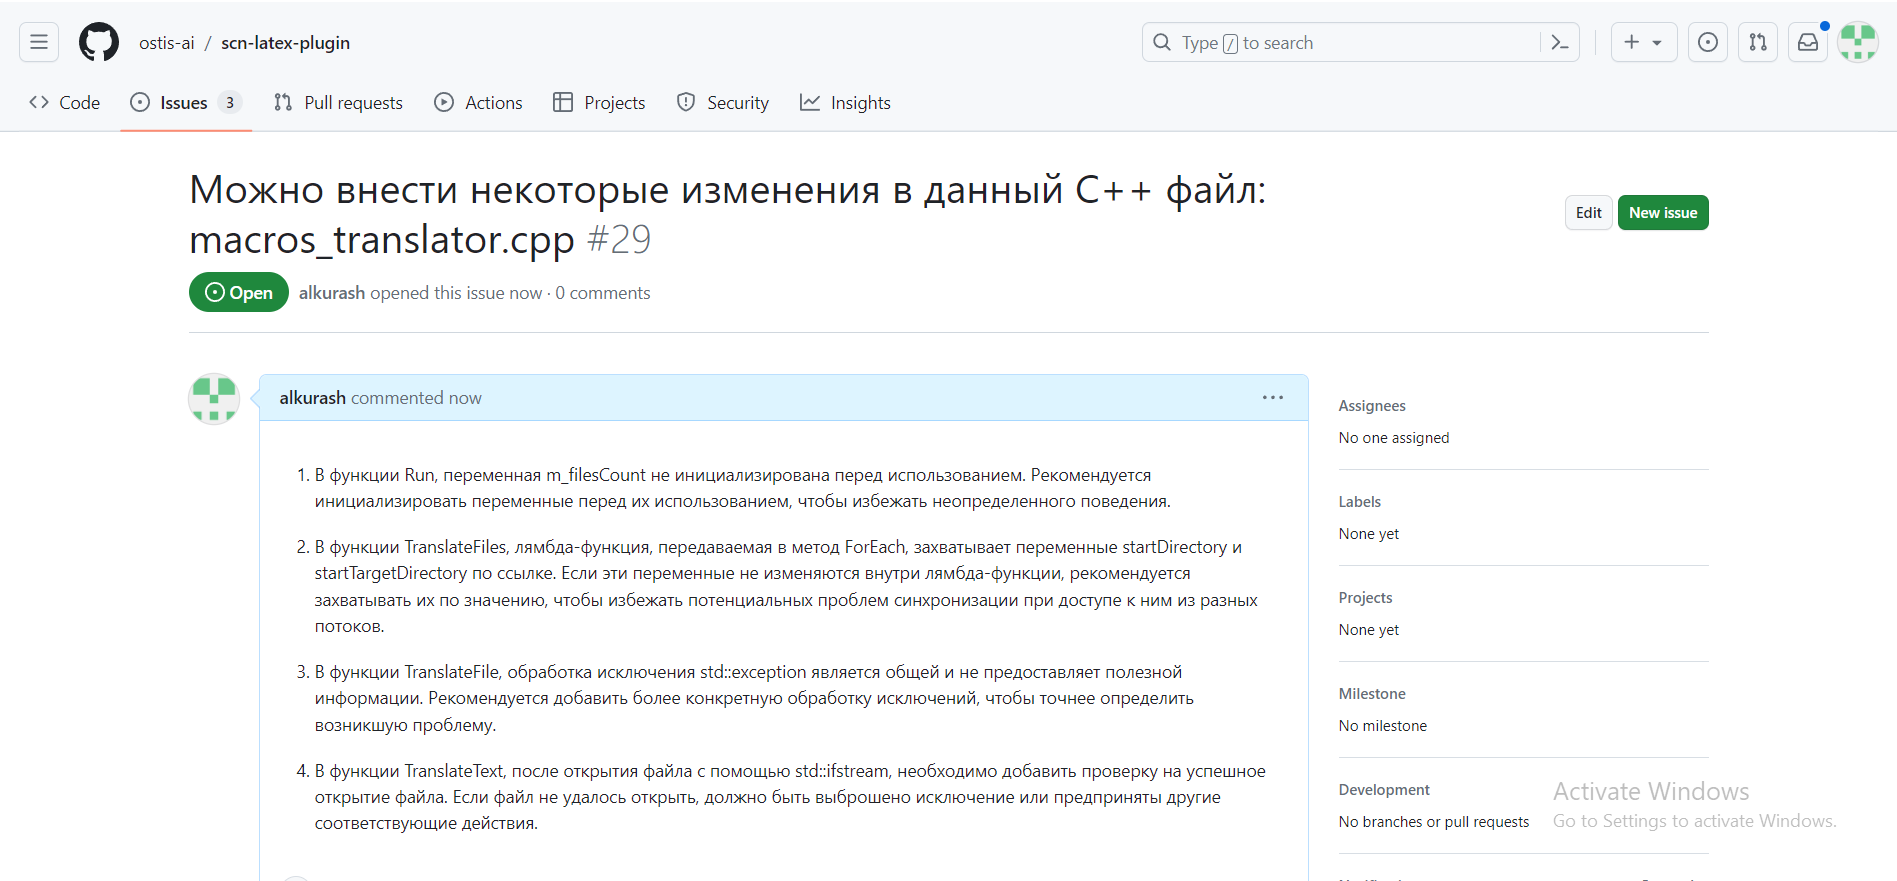 ostis-ai / scn-latex-plugin
Type / to search
Code
Issues 3
Pull requests
Actions
Projects
Security
Insights
Можно внести некоторые изменения в данный C++ файл:
macros_translator.cpp #29
Edit
New issue
Open
alkurash opened this issue now · 0 comments
alkurash commented now
1. В функции Run, переменная m_filesCount не инициализирована перед использованием. Рекомендуется
инициализировать переменные перед их использованием, чтобы избежать неопределенного поведения.
2. В функции TranslateFiles, лямбда-функция, передаваемая в метод ForEach, захватывает переменные startDirectory и
startTargetDirectory по ссылке. Если эти переменные не изменяются внутри лямбда-функции, рекомендуется
захватывать их по значению, чтобы избежать потенциальных проблем синхронизации при доступе к ним из разных
потоков.
3. В функции TranslateFile, обработка исключения std::exception является общей и не предоставляет полезной
информации. Рекомендуется добавить более конкретную обработку исключений, чтобы точнее определить
возникшую проблему.
4. В функции TranslateText, после открытия файла с помощью std::ifstream, необходимо добавить проверку на успешное
открытие файла. Если файл не удалось открыть, должно быть выброшено исключение или предприняты другие
соответствующие действия.
Assignees
No one assigned
Labels
None yet
Projects
None yet
Milestone
No milestone
Development
No branches or pull requests
Activate Windows
Go to Settings to activate Windows.